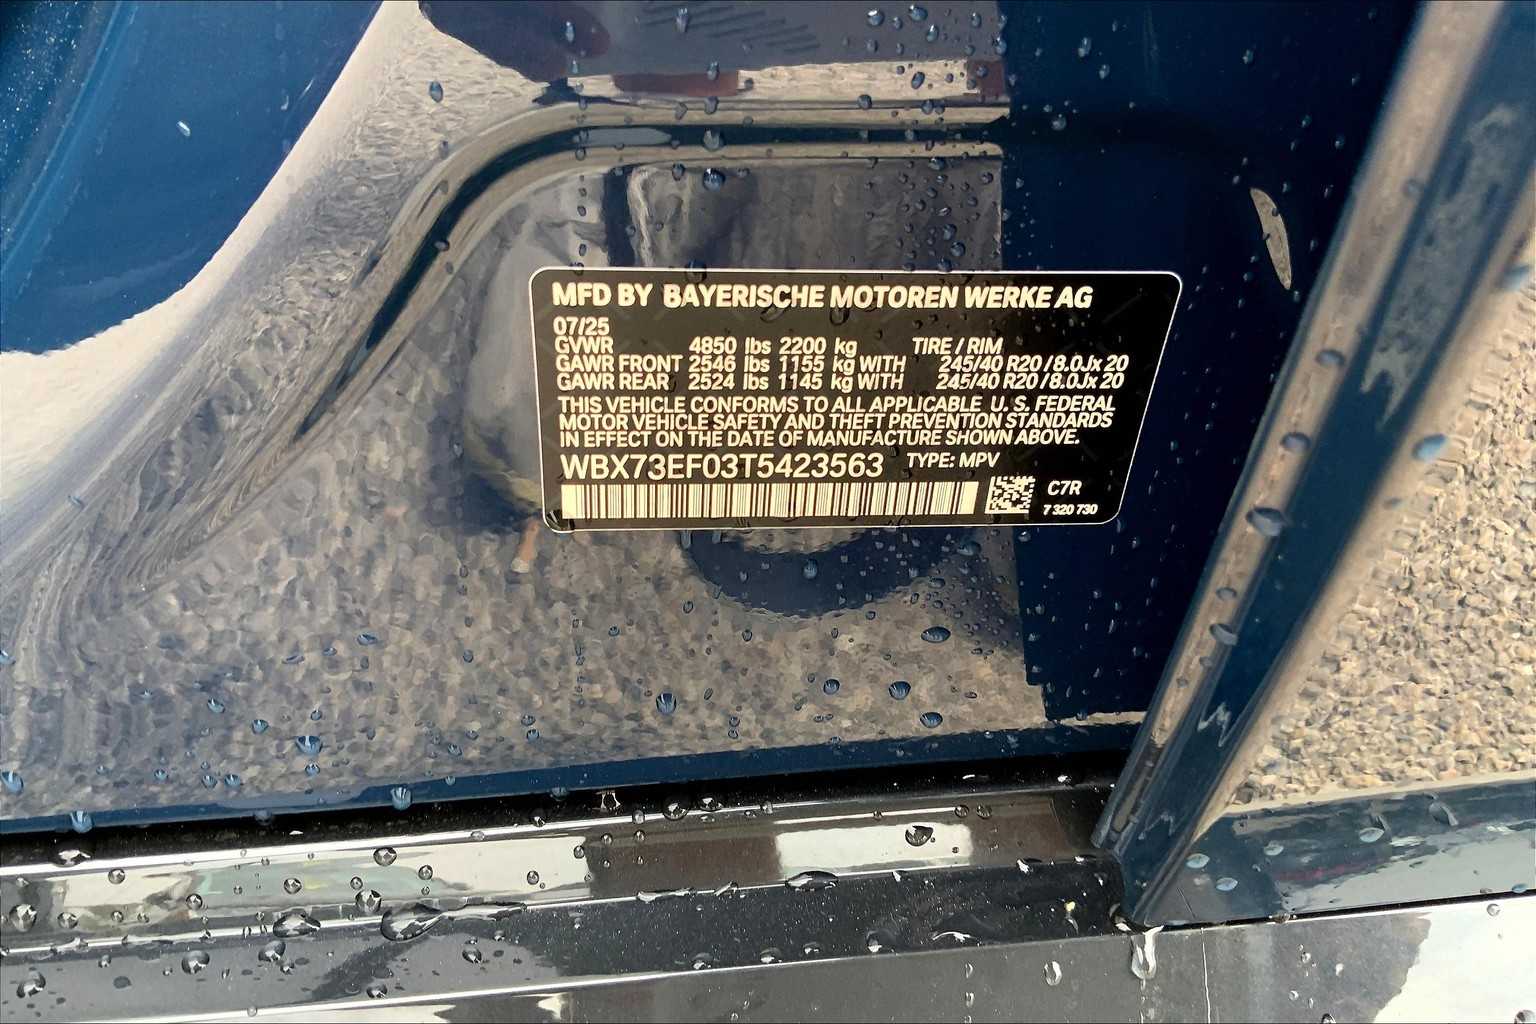 MFD BY BAYERISCHE MOTOREN WERKE AG
07/25
GVWR 4850 lbs 2200 kg TIRE / RIM
GAWR FRONT 2546 lbs 1155 kg WITH 245/40 R20 / 8.0Jx 20
GAWR REAR 2524 lbs 1145 kg WITH 245/40 R20 / 8.0Jx 20
THIS VEHICLE CONFORMS TO ALL APPLICABLE U. S. FEDERAL
MOTOR VEHICLE SAFETY AND THEFT PREVENTION STANDARDS
IN EFFECT ON THE DATE OF MANUFACTURE SHOWN ABOVE.
WBX73EF03T5423563 TYPE: MPV
C7R
7 320 730